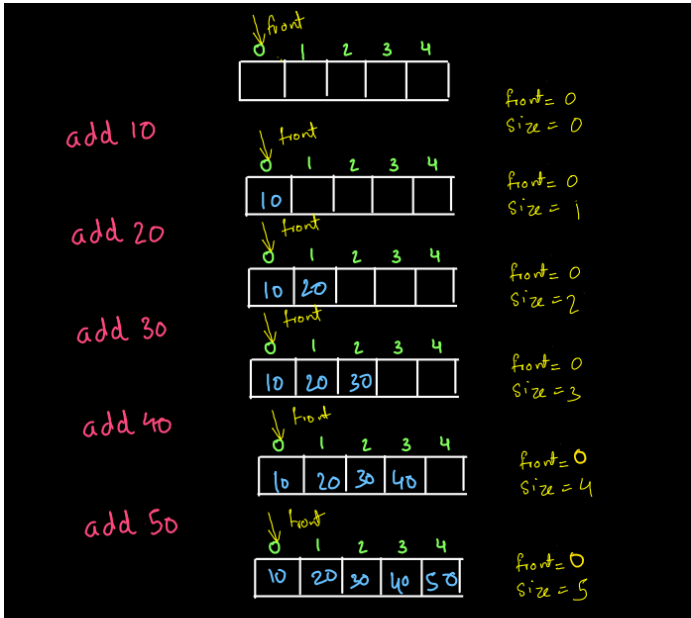 front
0 1 2 3 4
front = 0
size = 0
add 10
front
0 1 2 3 4
10
front = 0
size = 1
add 20
front
0 1 2 3 4
10 20
front = 0
size = 2
add 30
front
0 1 2 3 4
10 20 30
front = 0
size = 3
add 40
front
0 1 2 3 4
10 20 30 40
front = 0
size = 4
add 50
front
0 1 2 3 4
10 20 30 40 50
front = 0
size = 5